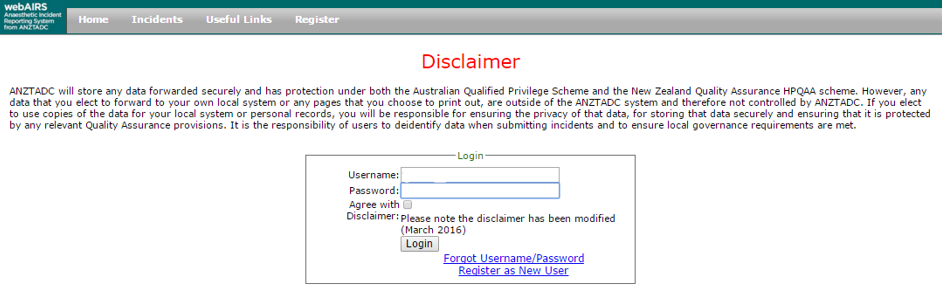 webAIRS
Anaesthetic Incident
Reporting System
from ANZTADC
Home Incidents Useful Links Register
Disclaimer
ANZTADC will store any data forwarded securely and has protection under both the Australian Qualified Privilege Scheme and the New Zealand Quality Assurance HPQAA scheme. However, any
data that you elect to forward to your own local system or any pages that you choose to print out, are outside of the ANZTADC system and therefore not controlled by ANZTADC. If you elect
to use copies of the data for your local system or personal records, you will be responsible for ensuring the privacy of that data, for storing that data securely and ensuring that it is protected
by any relevant Quality Assurance provisions. It is the responsibility of users to deidentify data when submitting incidents and to ensure local governance requirements are met.
Login
Username:
Password:
Agree with
Disclaimer:
Please note the disclaimer has been modified
(March 2016)
Login
Forgot Username/Password
Register as New User